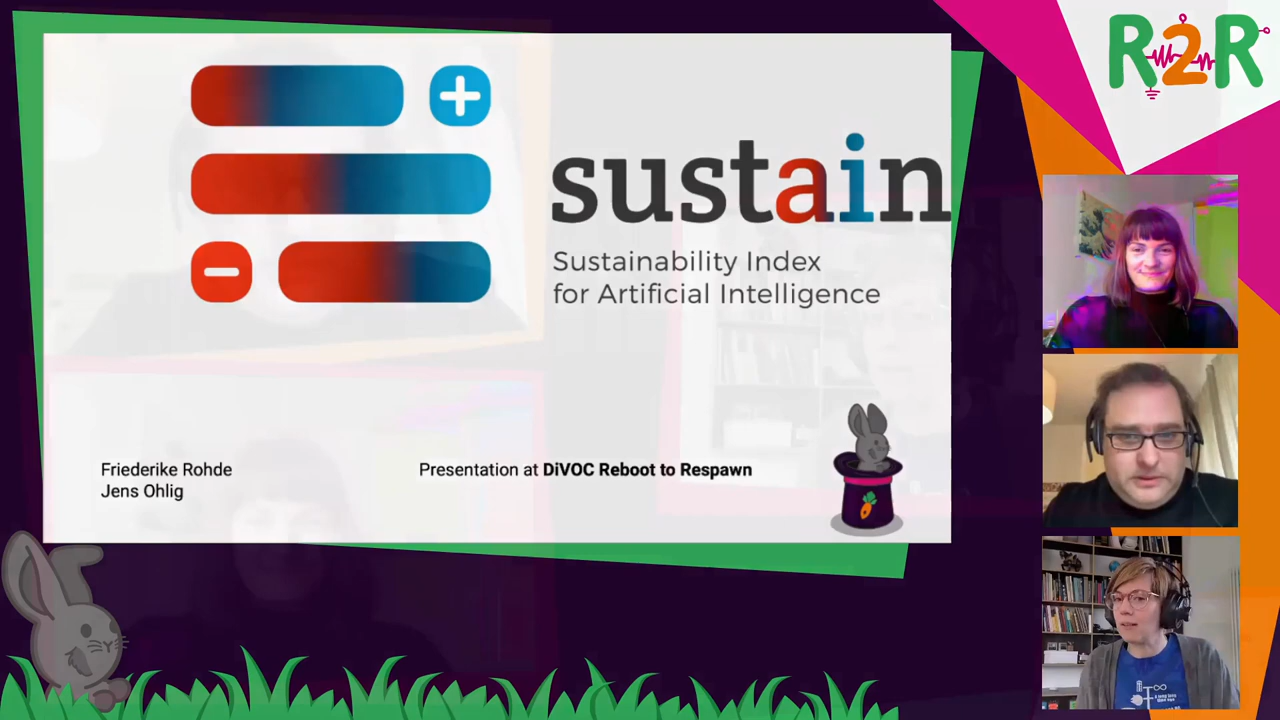 R2R
sustain
Sustainability Index
for Artificial Intelligence
Friederike Rohde
Jens Ohlig
Presentation at DiVOC Reboot to Respawn